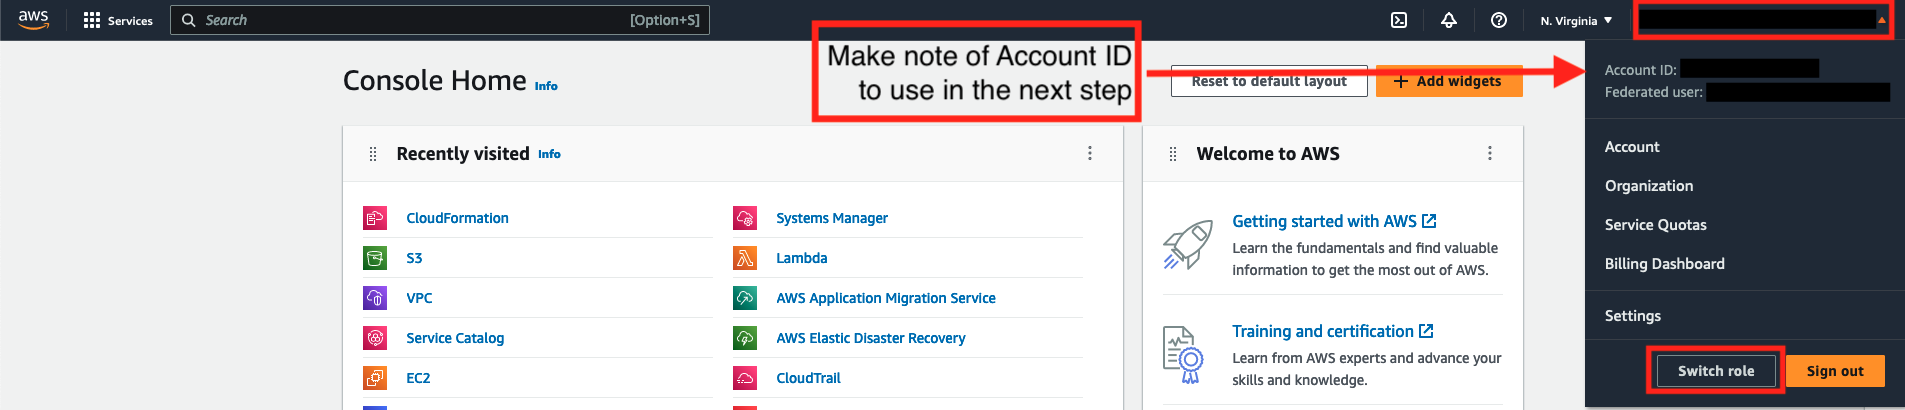 aws
Services
Search
[Option+S]
N. Virginia
Make note of Account ID
to use in the next step
Console Home Info
Reset to default layout
+ Add widgets
Account ID:
Federated user:
Account
Organization
Service Quotas
Billing Dashboard
Settings
Switch role
Sign out
Recently visited Info
CloudFormation
S3
VPC
Service Catalog
EC2
Systems Manager
Lambda
AWS Application Migration Service
AWS Elastic Disaster Recovery
CloudTrail
Welcome to AWS
Getting started with AWS
Learn the fundamentals and find valuable
information to get the most out of AWS.
Training and certification
Learn from AWS experts and advance your
skills and knowledge.